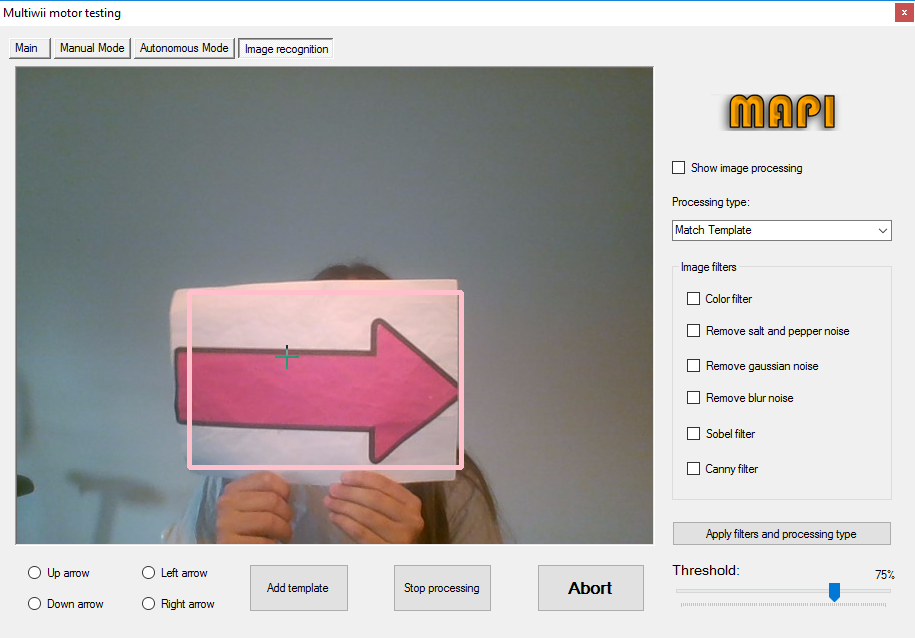 Multiwii motor testing
x
Main
Manual Mode
Autonomous Mode
Image recognition
MAPI
Show image processing
Processing type:
Match Template
Image filters
Color filter
Remove salt and pepper noise
Remove gaussian noise
Remove blur noise
Sobel filter
Canny filter
Apply filters and processing type
Threshold:
75%
Up arrow
Left arrow
Down arrow
Right arrow
Add template
Stop processing
Abort